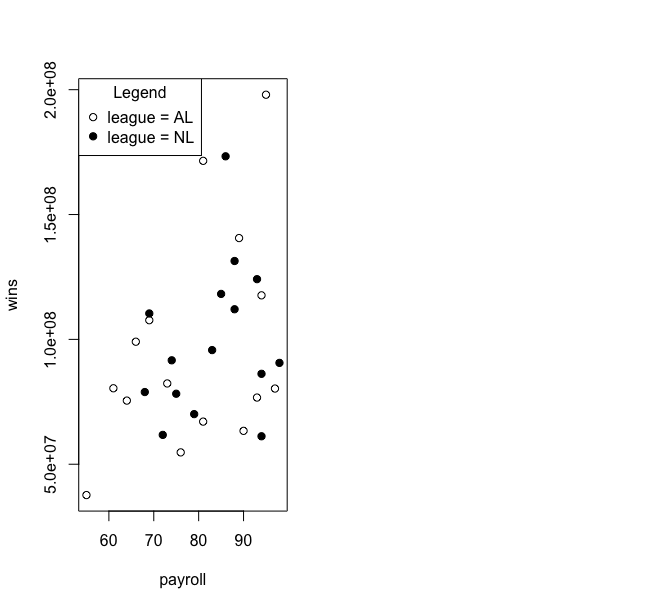 Legend
league = AL
league = NL
2.0e+08
1.5e+08
1.0e+08
5.0e+07
wins
60 70 80 90
payroll